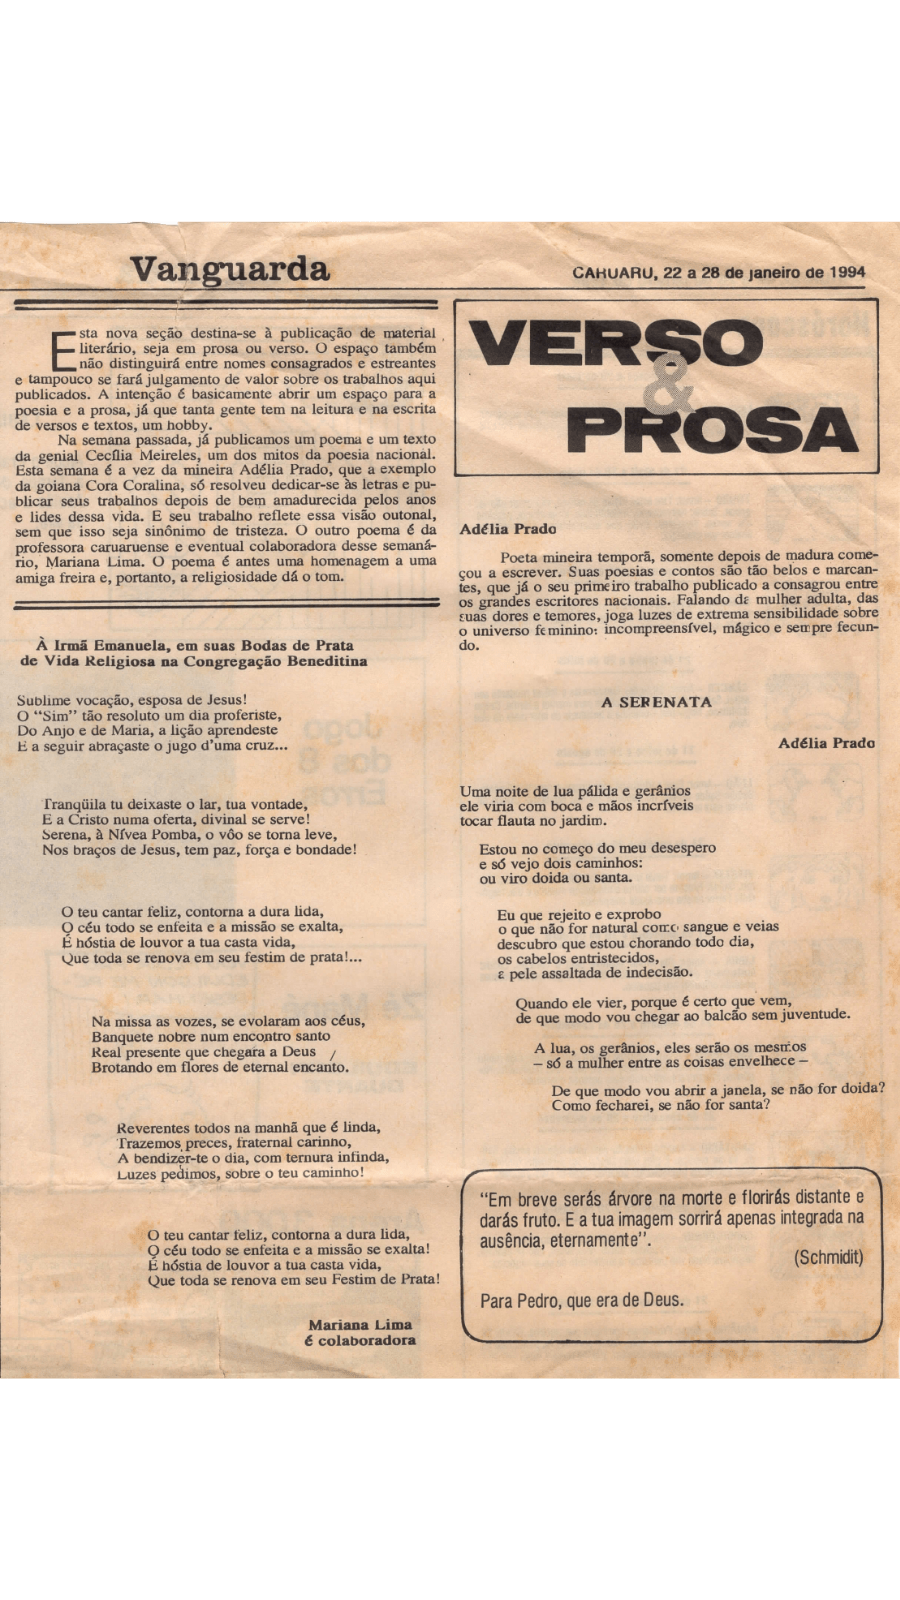 Vanguarda
CARUARU, 22 a 28 de janeiro de 1994
Esta nova seção destina-se à publicação de material
literário, seja em prosa ou verso. O espaço também
não distinguirá entre nomes consagrados e estreantes
e tampouco se fará julgamento de valor sobre os trabalhos aqui
publicados. A intenção é basicamente abrir um espaço para a
poesia e a prosa, já que tanta gente tem na leitura e na escrita
de versos e textos, um hobby.
Na semana passada, já publicamos um poema e um texto
da genial Cecília Meireles, um dos mitos da poesia nacional.
Esta semana é a vez da mineira Adélia Prado, que a exemplo
da goiana Cora Coralina, só resolveu dedicar-se às letras e pu-
blicar seus trabalhos depois de bem amadurecida pelos anos
e lides dessa vida. E seu trabalho reflete essa visão outonal,
sem que isso seja sinônimo de tristeza. O outro poema é da
professora caruaruense e eventual colaboradora desse semaná-
rio, Mariana Lima. O poema é antes uma homenagem a uma
amiga freira e, portanto, a religiosidade dá o tom.
À Irmã Emanuela, em suas Bodas de Prata
de Vida Religiosa na Congregação Beneditina
Sublime vocação, esposa de Jesus!
O "Sim" tão resoluto um dia proferiste,
Do Anjo e de Maria, a lição aprendeste
E a seguir abraçaste o jugo d'uma cruz...
Tranqüila tu deixaste o lar, tua vontade,
E a Cristo numa oferta, divinal se serve!
Serena, à Nívea Pomba, o vôo se torna leve,
Nos braços de Jesus, tem paz, força e bondade!
O teu cantar feliz, contorna a dura lida,
O céu todo se enfeita e a missão se exalta,
É hóstia de louvor a tua casta vida,
Que toda se renova em seu festim de prata!...
Na missa as vozes, se evolaram aos céus,
Banquete nobre num encontro santo
Real presente que chegara a Deus /
Brotando em flores de eternal encanto.
Reverentes todos na manhã que é linda,
Trazemos preces, fraternal carinho,
A bendizer-te o dia, com ternura infinda,
Luzes pedimos, sobre o teu caminho!
O teu cantar feliz, contorna a dura lida,
O céu todo se enfeita e a missão se exalta!
É hóstia de louvor a tua casta vida,
Que toda se renova em seu Festim de Prata!
Mariana Lima
é colaboradora
VERSO
&
PROSA
Adélia Prado
Poeta mineira temporã, somente depois de madura come-
çou a escrever. Suas poesias e contos são tão belos e marcan-
tes, que já o seu primeiro trabalho publicado a consagrou entre
os grandes escritores nacionais. Falando da mulher adulta, das
suas dores e temores, joga luzes de extrema sensibilidade sobre
o universo feminino: incompreensível, mágico e sempre fecun-
do.
A SERENATA
Adélia Prado
Uma noite de lua pálida e gerânios
ele viria com boca e mãos incríveis
tocar flauta no jardim.
Estou no começo do meu desespero
e só vejo dois caminhos:
ou viro doida ou santa.
Eu que rejeito e exprobo
o que não for natural como sangue e veias
descubro que estou chorando todo dia,
os cabelos entristecidos,
a pele assaltada de indecisão.
Quando ele vier, porque é certo que vem,
de que modo vou chegar ao balcão sem juventude.
A lua, os gerânios, eles serão os mesmos
– só a mulher entre as coisas envelhece –
De que modo vou abrir a janela, se não for doida?
Como fecharei, se não for santa?
"Em breve serás árvore na morte e florirás distante e
darás fruto. E a tua imagem sorrirá apenas integrada na
ausência, eternamente".
(Schmidit)
Para Pedro, que era de Deus.